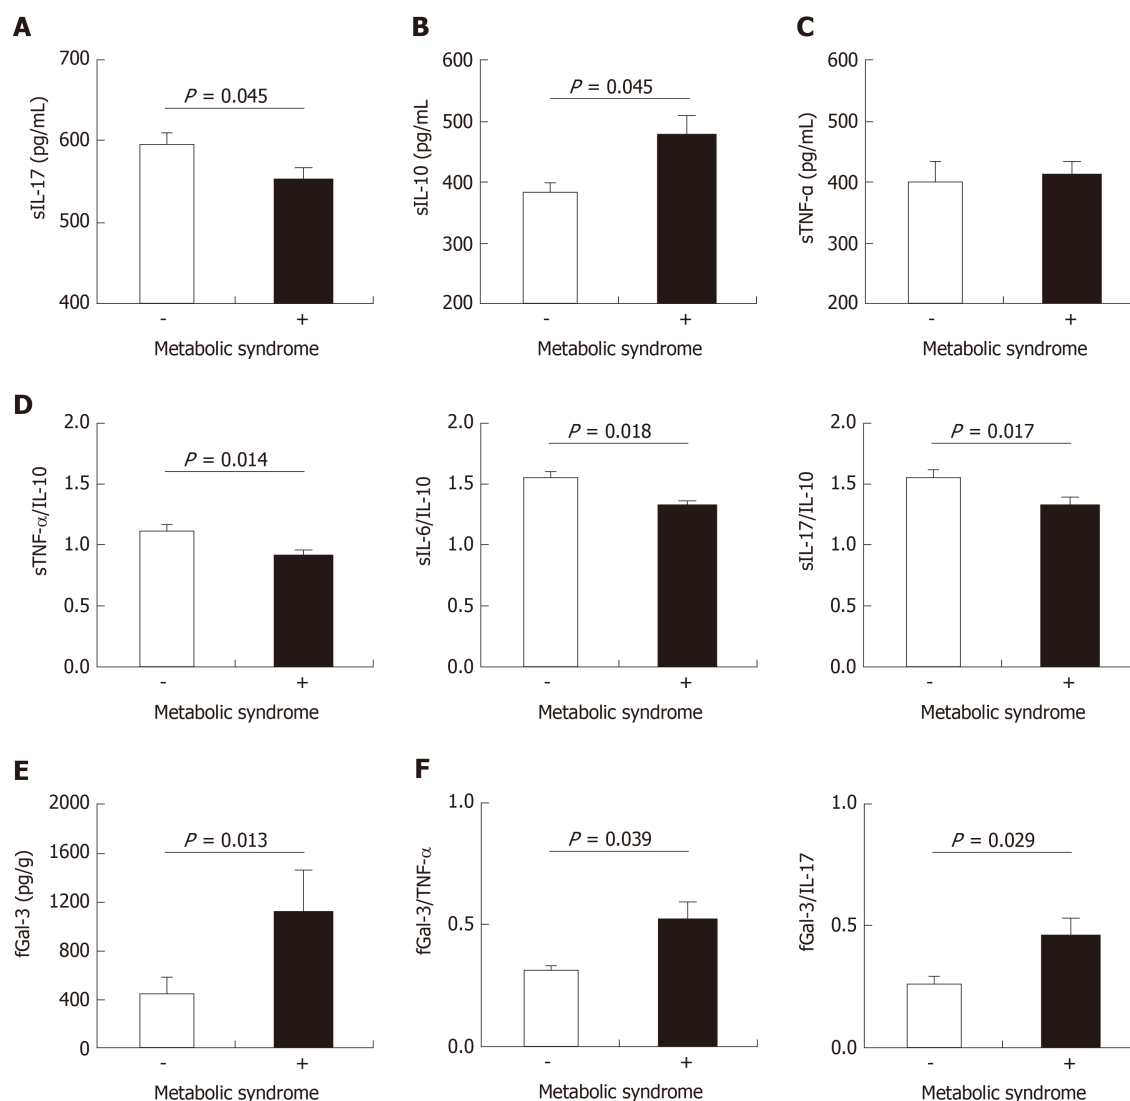 A
700
600
500
400
sIL-17 (pg/mL)
P = 0.045
- +
Metabolic syndrome
B
600
500
400
300
200
sIL-10 (pg/mL
P = 0.045
- +
Metabolic syndrome
C
600
500
400
300
200
sTNF-α (pg/mL)
- +
Metabolic syndrome
D
2.0
1.5
1.0
0.5
0.0
sTNF-α/IL-10
P = 0.014
- +
Metabolic syndrome
2.0
1.5
1.0
0.5
0.0
sIL-6/IL-10
P = 0.018
- +
Metabolic syndrome
2.0
1.5
1.0
0.5
0.0
sIL-17/IL-10
P = 0.017
- +
Metabolic syndrome
E
2000
1600
1200
800
400
0
fGal-3 (pg/g)
P = 0.013
- +
Metabolic syndrome
F
1.0
0.5
0.0
fGal-3/TNF-α
P = 0.039
- +
Metabolic syndrome
1.0
0.5
0.0
fGal-3/IL-17
P = 0.029
- +
Metabolic syndrome